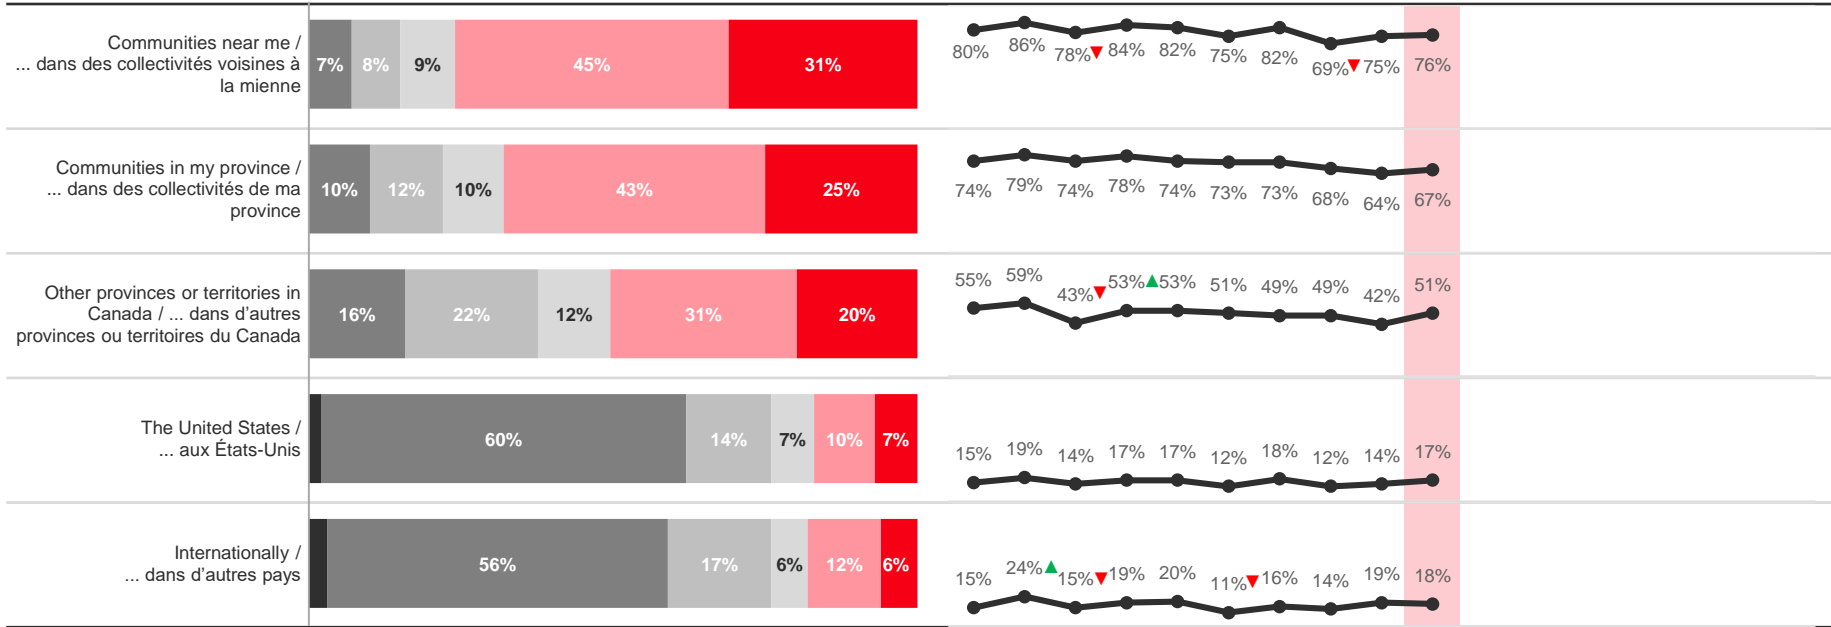 Communities near me /
... dans des collectivités voisines à
la mienne
7% 8% 9% 45% 31%
80% 86% 78%▼ 84% 82% 75% 82% 69%▼ 75% 76%
Communities in my province /
... dans des collectivités de ma
province
10% 12% 10% 43% 25%
74% 79% 74% 78% 74% 73% 73% 68% 64% 67%
Other provinces or territories in
Canada / ... dans d'autres
provinces ou territoires du Canada
16% 22% 12% 31% 20%
55% 59% 43%▼ 53%▲ 53% 51% 49% 49% 42% 51%
The United States /
... aux États-Unis
60% 14% 7% 10% 7%
15% 19% 14% 17% 17% 12% 18% 12% 14% 17%
Internationally /
... dans d'autres pays
56% 17% 6% 12% 6%
15% 24%▲ 15%▼ 19% 20% 11%▼ 16% 14% 19% 18%